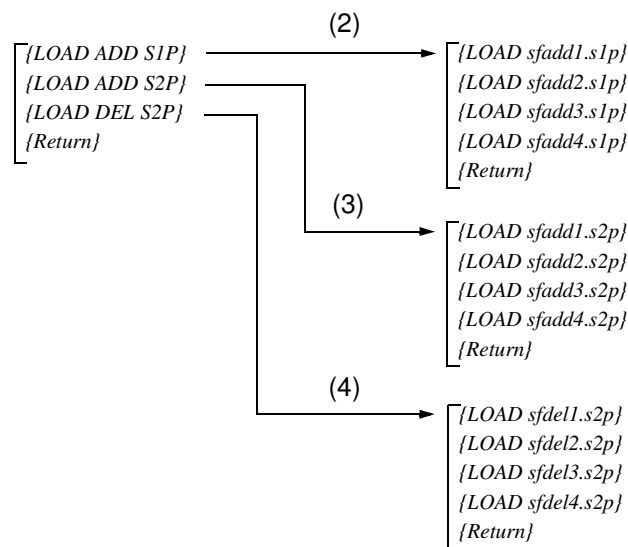 {LOAD ADD S1P}
{LOAD ADD S2P}
{LOAD DEL S2P}
{Return}
(2)
{LOAD sfadd1.s1p}
{LOAD sfadd2.s1p}
{LOAD sfadd3.s1p}
{LOAD sfadd4.s1p}
{Return}
(3)
{LOAD sfadd1.s2p}
{LOAD sfadd2.s2p}
{LOAD sfadd3.s2p}
{LOAD sfadd4.s2p}
{Return}
(4)
{LOAD sfdel1.s2p}
{LOAD sfdel2.s2p}
{LOAD sfdel3.s2p}
{LOAD sfdel4.s2p}
{Return}